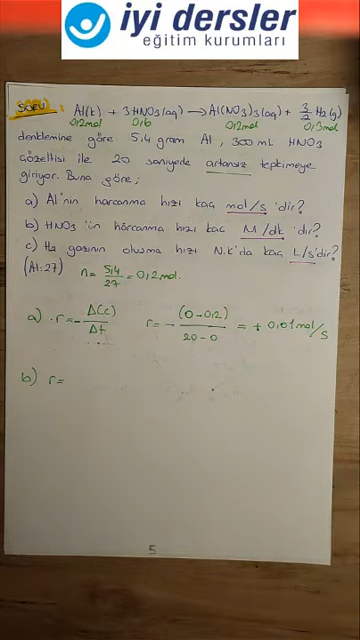 iyi dersler
eğitim kurumları
SORU: Al(k) + 3HNO3(aq) → Al(NO3)3(aq) + 3/2 H2(g)
0,2mol 0,6 0,2mol 0,3mol
denklemine göre 5,4 gram Al, 300 mL HNO3
çözeltisi ile 20 saniyede artansız tepkimeye
giriyor. Buna göre;
a) Al'nin harcanma hızı kaç mol/s 'dir?
b) HNO3 'ün harcanma hızı kaç M/dk 'dır?
c) H2 gazının oluşma hızı N.K'da kaç L/s'dir?
(Al:27) n= 5,4/27 = 0,2 mol.
a) r = - Δ(c)/Δt r = - (0-0,2)/20-0 = + 0,01 mol/s
b) r =
5